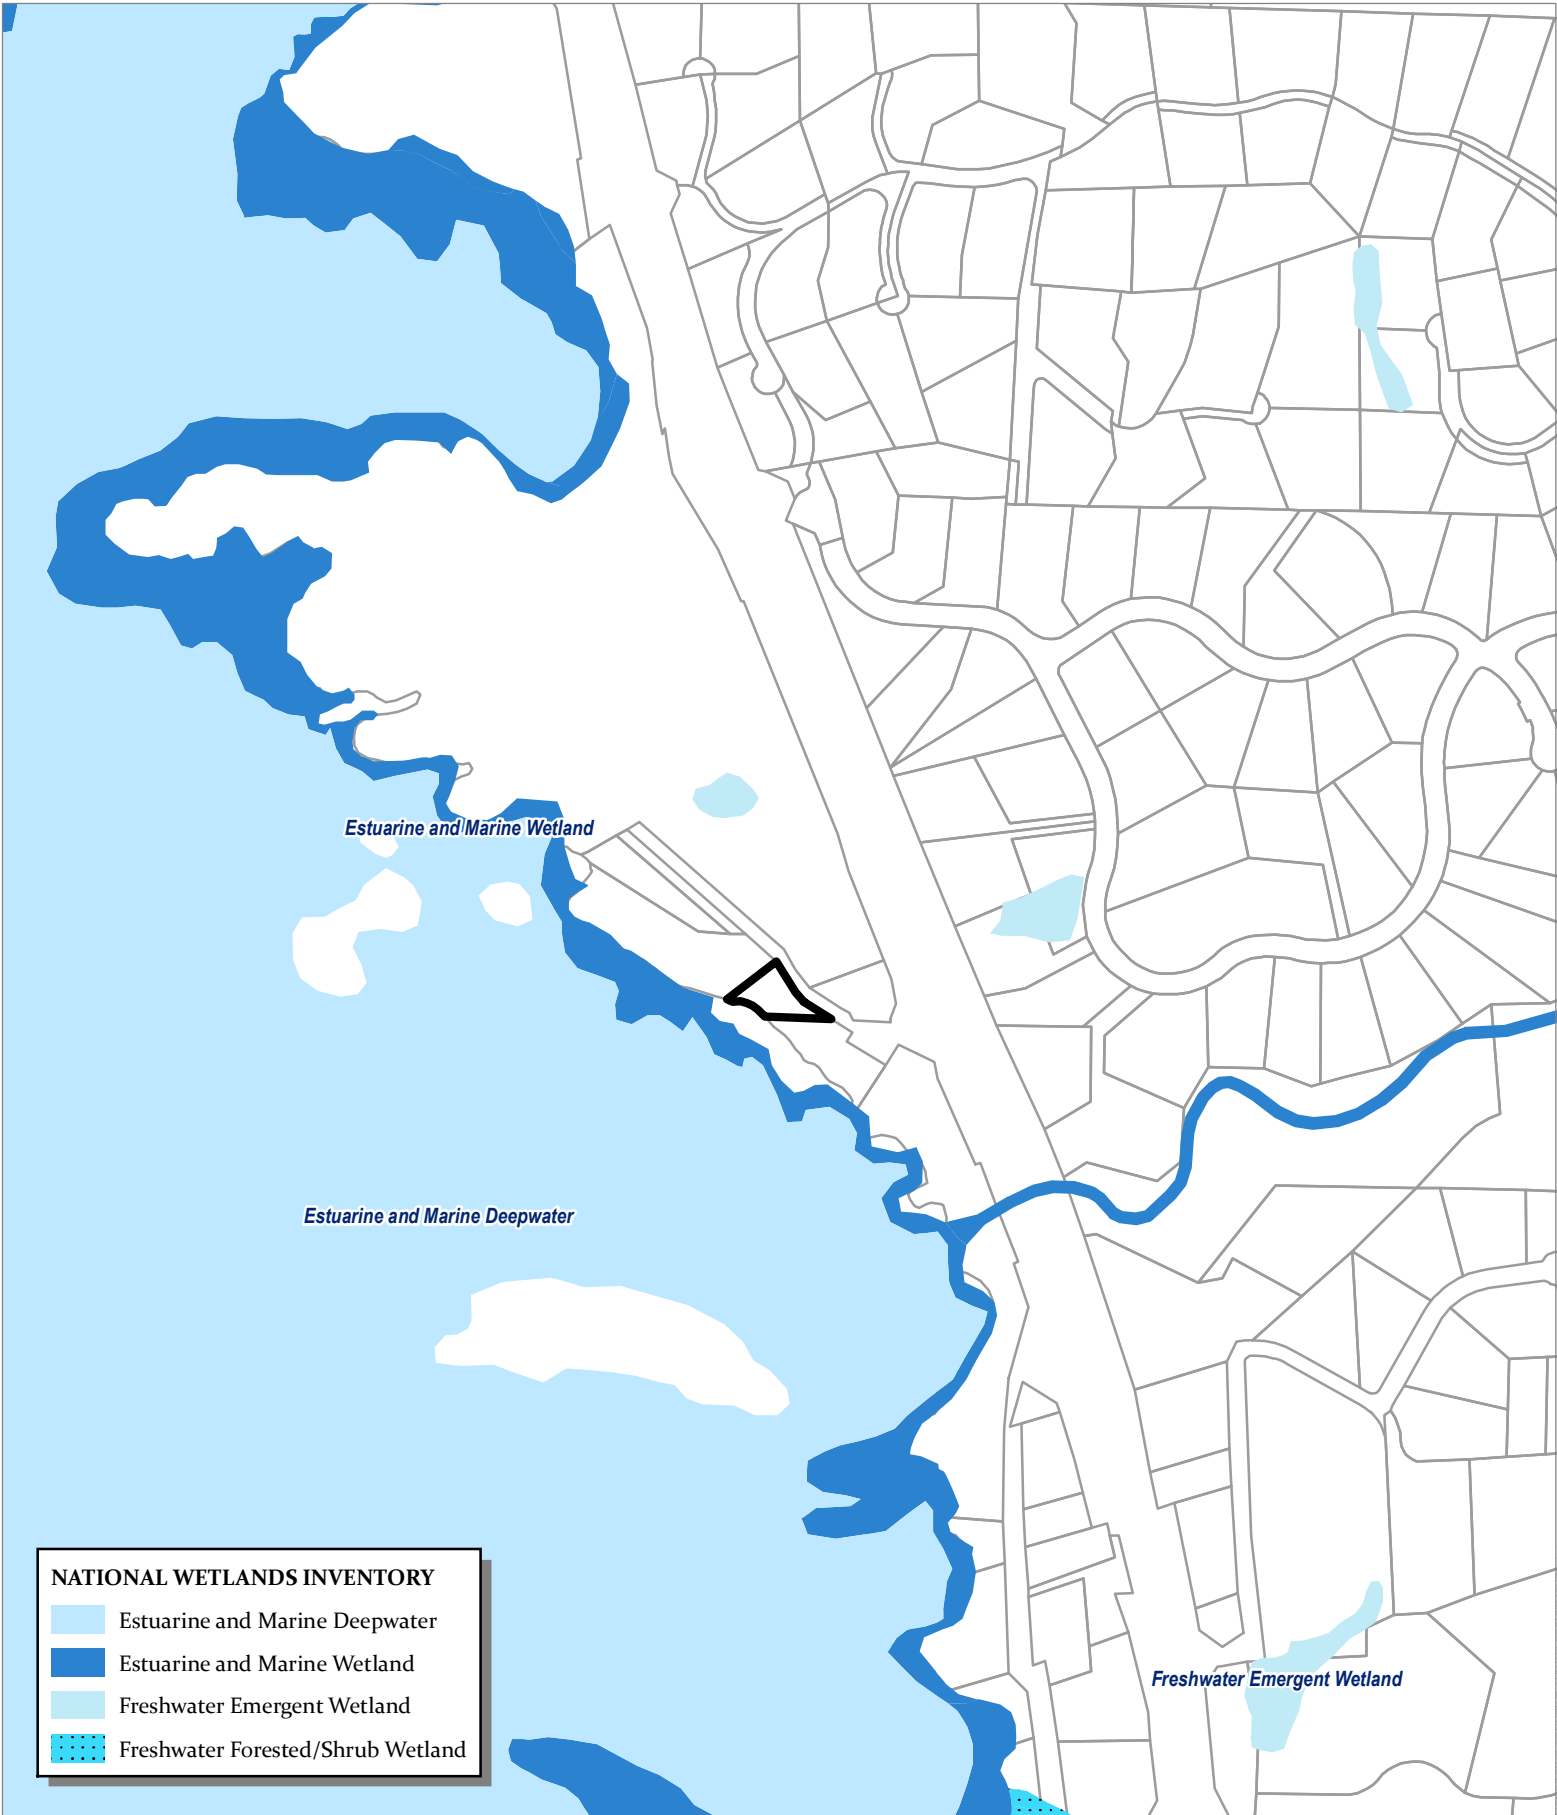 Estuarine and Marine Wetland
Estuarine and Marine Deepwater
Freshwater Emergent Wetland
NATIONAL WETLANDS INVENTORY
Estuarine and Marine Deepwater
Estuarine and Marine Wetland
Freshwater Emergent Wetland
Freshwater Forested/Shrub Wetland